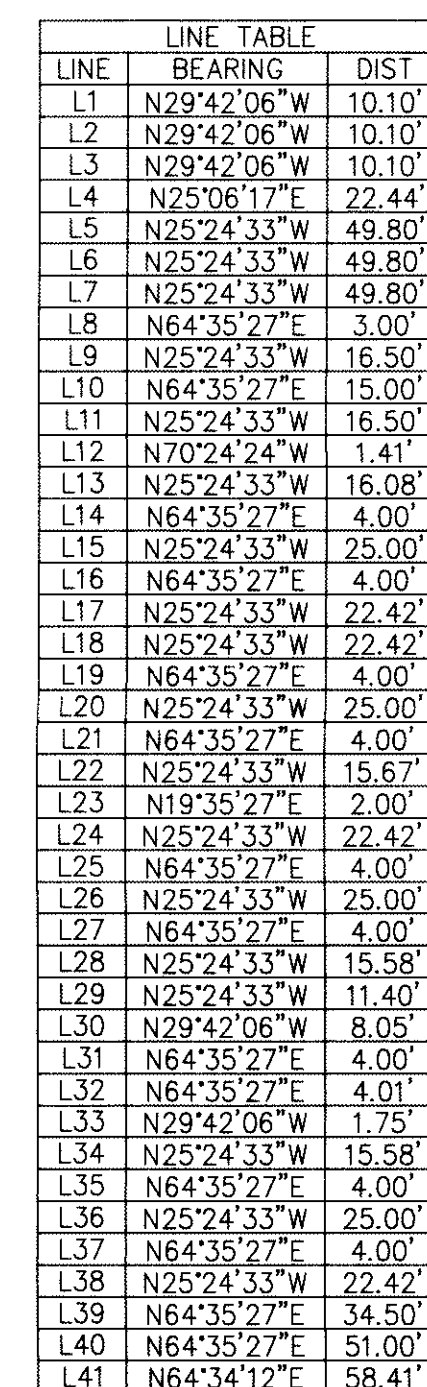 LINE TABLE
LINE BEARING DIST
L1 N29°42'06"W 10.10'
L2 N29°42'06"W 10.10'
L3 N29°42'06"W 10.10'
L4 N25°06'17"E 22.44'
L5 N25°24'33"W 49.80'
L6 N25°24'33"W 49.80'
L7 N25°24'33"W 49.80'
L8 N64°35'27"E 3.00'
L9 N25°24'33"W 16.50'
L10 N64°35'27"E 15.00'
L11 N25°24'33"W 16.50'
L12 N70°24'24"W 1.41'
L13 N25°24'33"W 16.08'
L14 N64°35'27"E 4.00'
L15 N25°24'33"W 25.00'
L16 N64°35'27"E 4.00'
L17 N25°24'33"W 22.42'
L18 N25°24'33"W 22.42'
L19 N64°35'27"E 4.00'
L20 N25°24'33"W 25.00'
L21 N64°35'27"E 4.00'
L22 N25°24'33"W 15.67'
L23 N19°35'27"E 2.00'
L24 N25°24'33"W 22.42'
L25 N64°35'27"E 4.00'
L26 N25°24'33"W 25.00'
L27 N64°35'27"E 4.00'
L28 N25°24'33"W 15.58'
L29 N25°24'33"W 11.40'
L30 N29°42'06"W 8.05'
L31 N64°35'27"E 4.00'
L32 N64°35'27"E 4.01'
L33 N29°42'06"W 1.75'
L34 N25°24'33"W 15.58'
L35 N64°35'27"E 4.00'
L36 N25°24'33"W 25.00'
L37 N64°35'27"E 4.00'
L38 N25°24'33"W 22.42'
L39 N64°35'27"E 34.50'
L40 N64°35'27"E 51.00'
L41 N64°34'12"E 58.41'